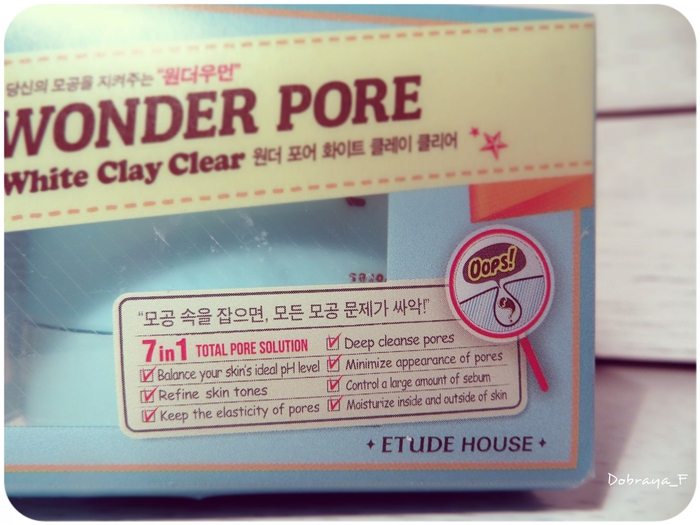 당신의 모공을 지켜주는 "원더우먼"
WONDER PORE
White Clay Clear 원더 포어 화이트 클레이 클리어
Oops!
"모공 속을 잡으면, 모든 모공 문제가 싸악!"
7in1 TOTAL PORE SOLUTION
Balance your skin's ideal pH level
Refine skin tones
Keep the elasticity of pores
Deep cleanse pores
Minimize appearance of pores
Control a large amount of sebum
Moisturize inside and outside of skin
ETUDE HOUSE
Dobraya_F